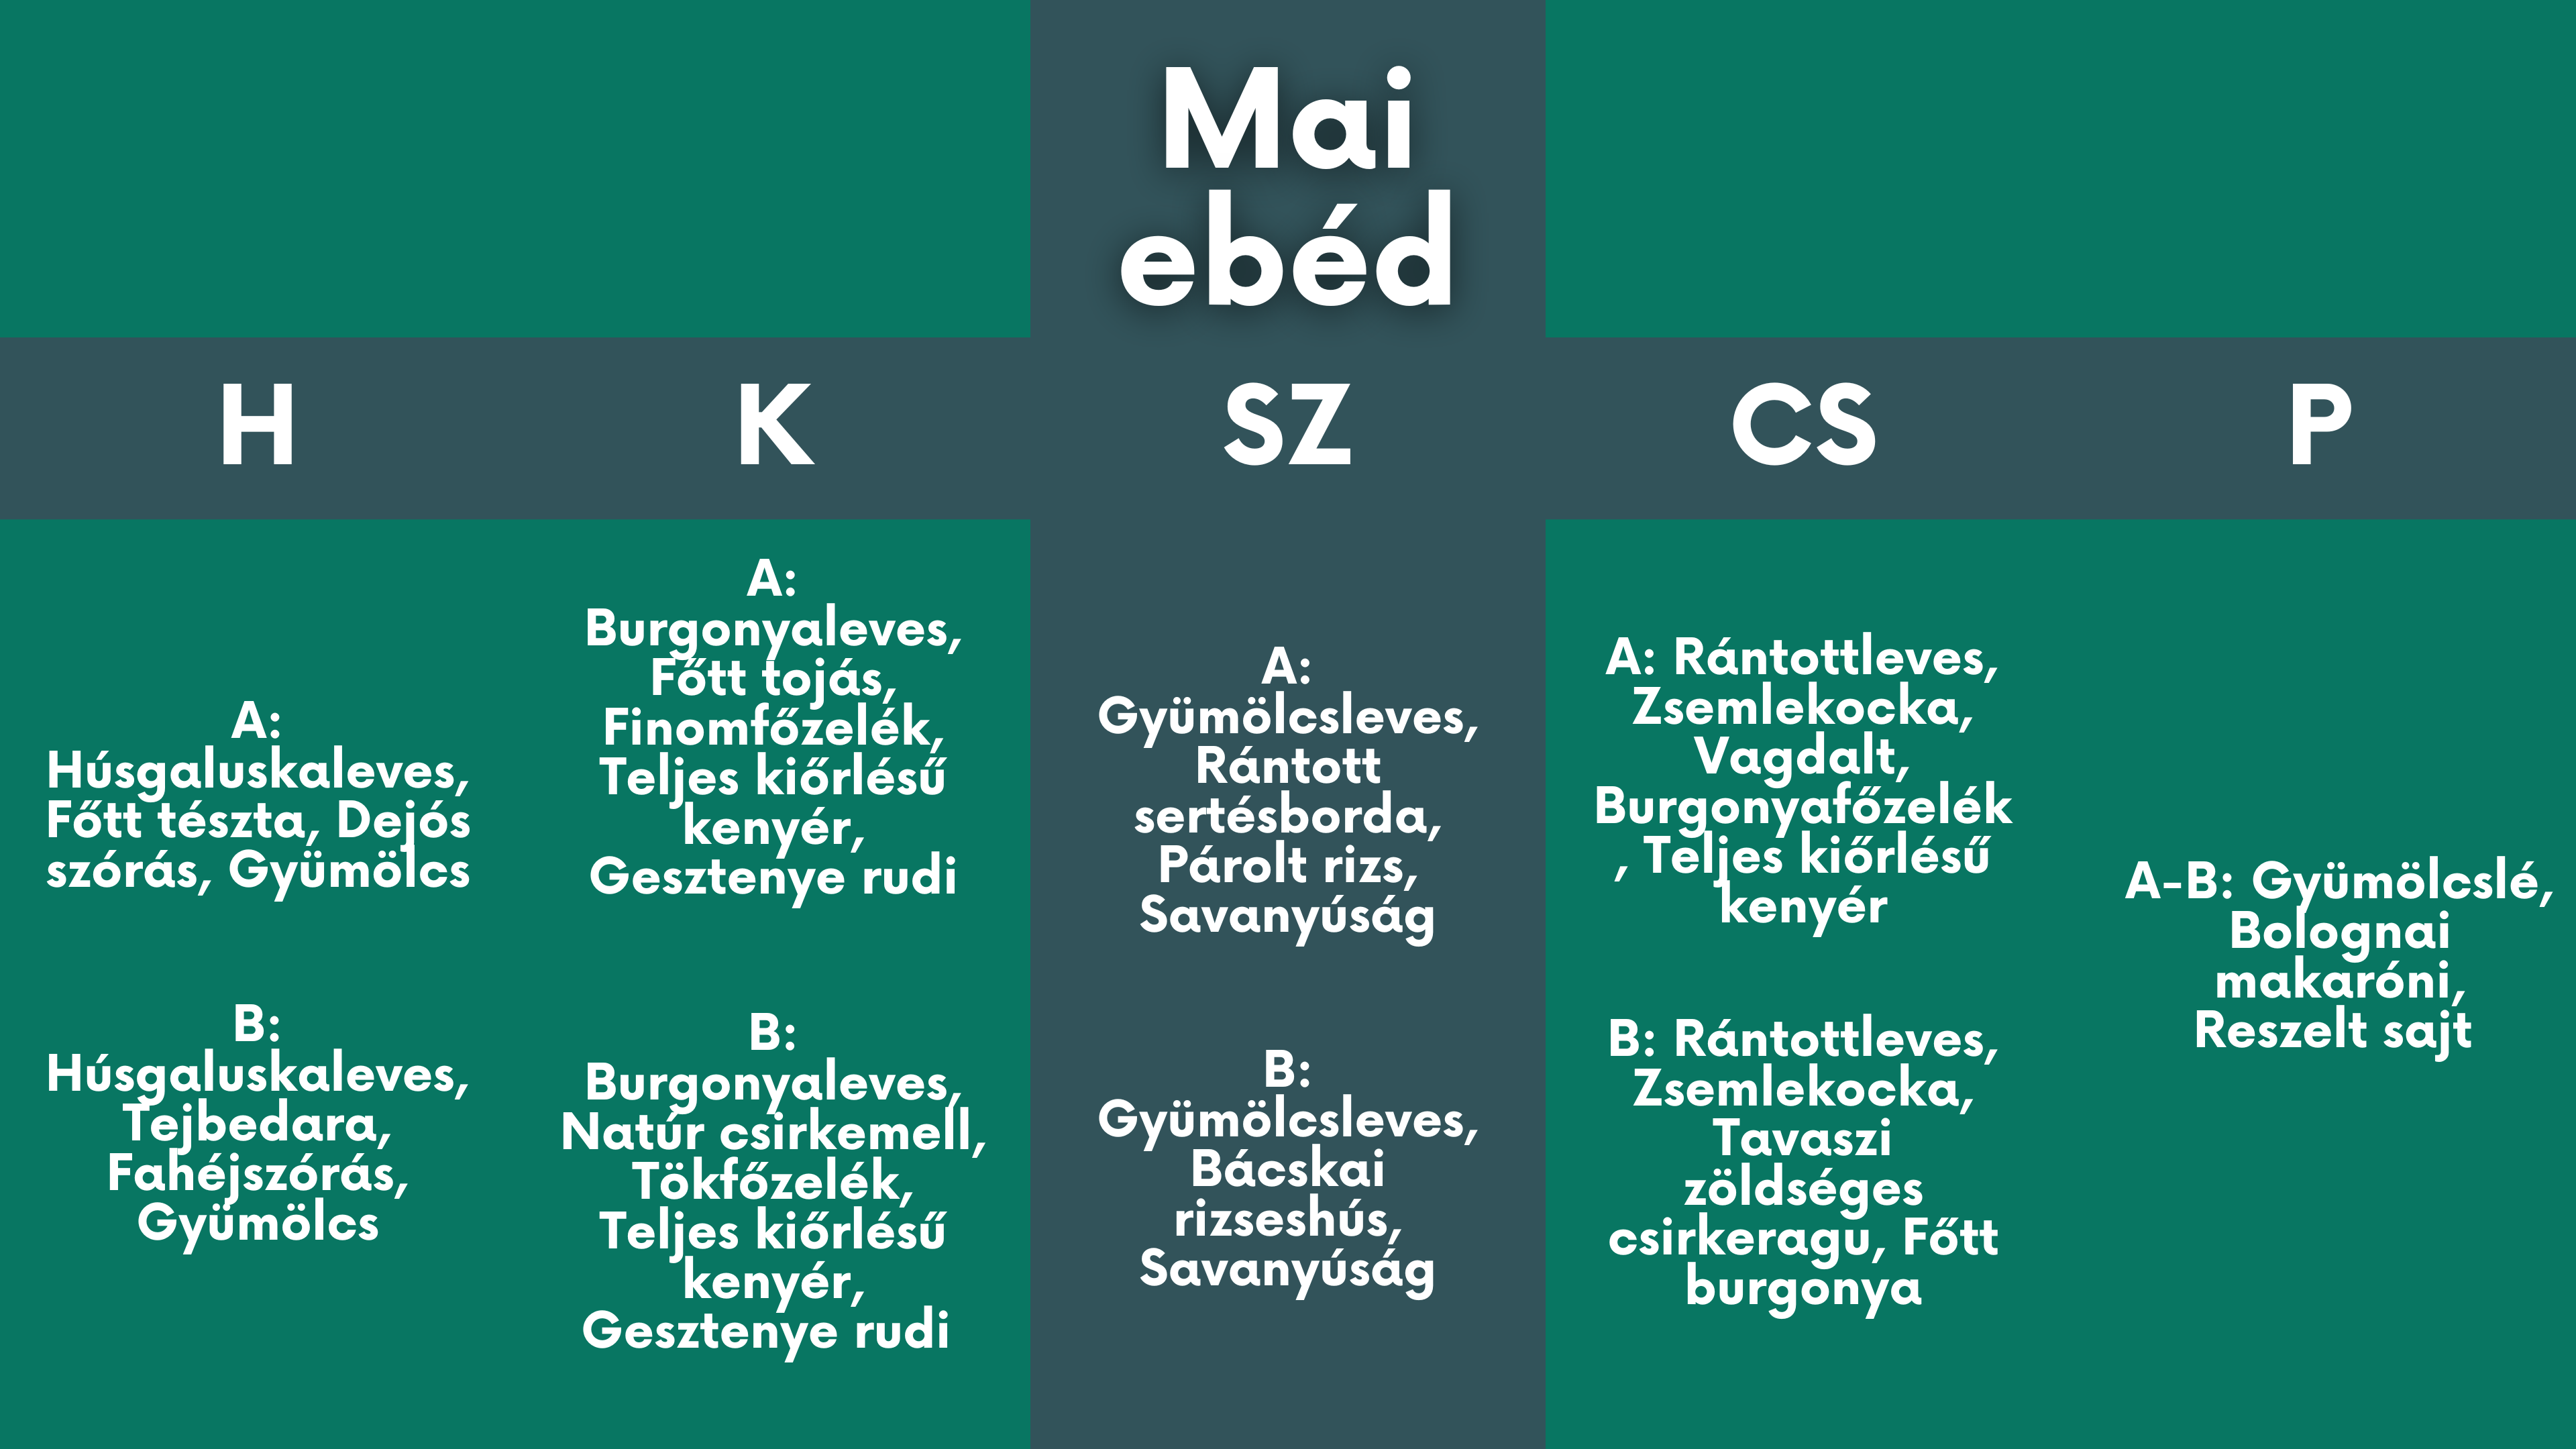 Mai
ebéd
H
K
SZ
CS
P
A:
Húsgaluskaleves,
Főtt tészta, Dejós
szórás, Gyümölcs
B:
Húsgaluskaleves,
Tejbedara,
Fahéjszórás,
Gyümölcs
A:
Burgonyaleves,
Főtt tojás,
Finomfőzelék,
Teljes kiőrlésű
kenyér,
Gesztenye rudi
B:
Burgonyaleves,
Natúr csirkemell,
Tökfőzelék,
Teljes kiőrlésű
kenyér,
Gesztenye rudi
A:
Gyümölcsleves,
Rántott
sertésborda,
Párolt rizs,
Savanyúság
B:
Gyümölcsleves,
Bácskai
rizseshús,
Savanyúság
A: Rántottleves,
Zsemlekocka,
Vagdalt,
Burgonyafőzelék
, Teljes kiőrlésű
kenyér
B: Rántottleves,
Zsemlekocka,
Tavaszi
zöldséges
csirkeragu, Főtt
burgonya
A-B: Gyümölcslé,
Bolognai
makaróni,
Reszelt sajt